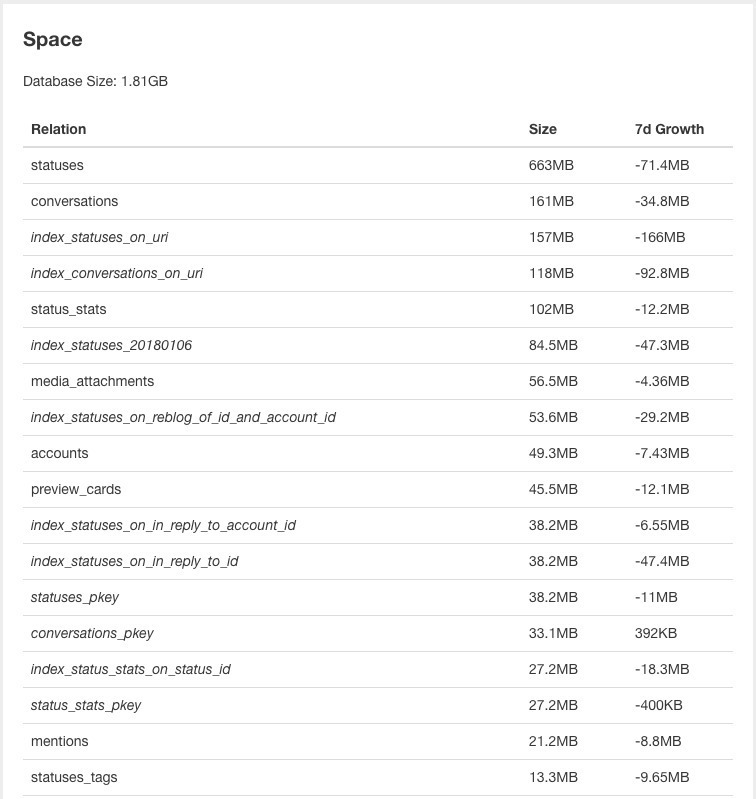 Space
Database Size: 1.81GB
Relation Size 7d Growth
statuses 663MB -71.4MB
conversations 161MB -34.8MB
index_statuses_on_uri 157MB -166MB
index_conversations_on_uri 118MB -92.8MB
status_stats 102MB -12.2MB
index_statuses_20180106 84.5MB -47.3MB
media_attachments 56.5MB -4.36MB
index_statuses_on_reblog_of_id_and_account_id 53.6MB -29.2MB
accounts 49.3MB -7.43MB
preview_cards 45.5MB -12.1MB
index_statuses_on_in_reply_to_account_id 38.2MB -6.55MB
index_statuses_on_in_reply_to_id 38.2MB -47.4MB
statuses_pkey 38.2MB -11MB
conversations_pkey 33.1MB 392KB
index_status_stats_on_status_id 27.2MB -18.3MB
status_stats_pkey 27.2MB -400KB
mentions 21.2MB -8.8MB
statuses_tags 13.3MB -9.65MB